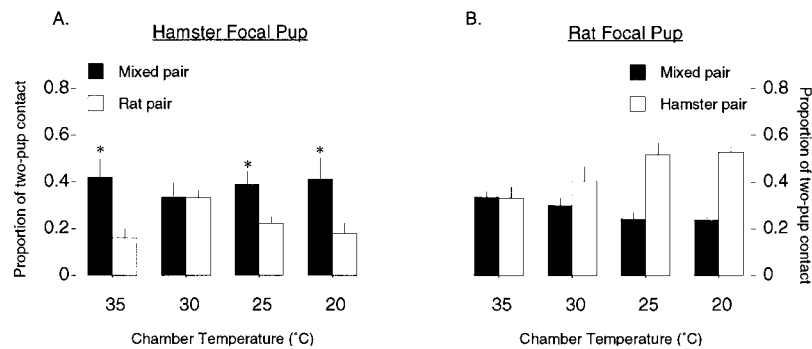 A.
Hamster Focal Pup
Mixed pair
Rat pair
Proportion of two-pup contact
0.8
0.6
0.4
0.2
0
*
*
*
35 30 25 20
Chamber Temperature (˚C)
B.
Rat Focal Pup
Mixed pair
Hamster pair
Proportion of two-pup contact
0.8
0.6
0.4
0.2
0
35 30 25 20
Chamber Temperature (˚C)